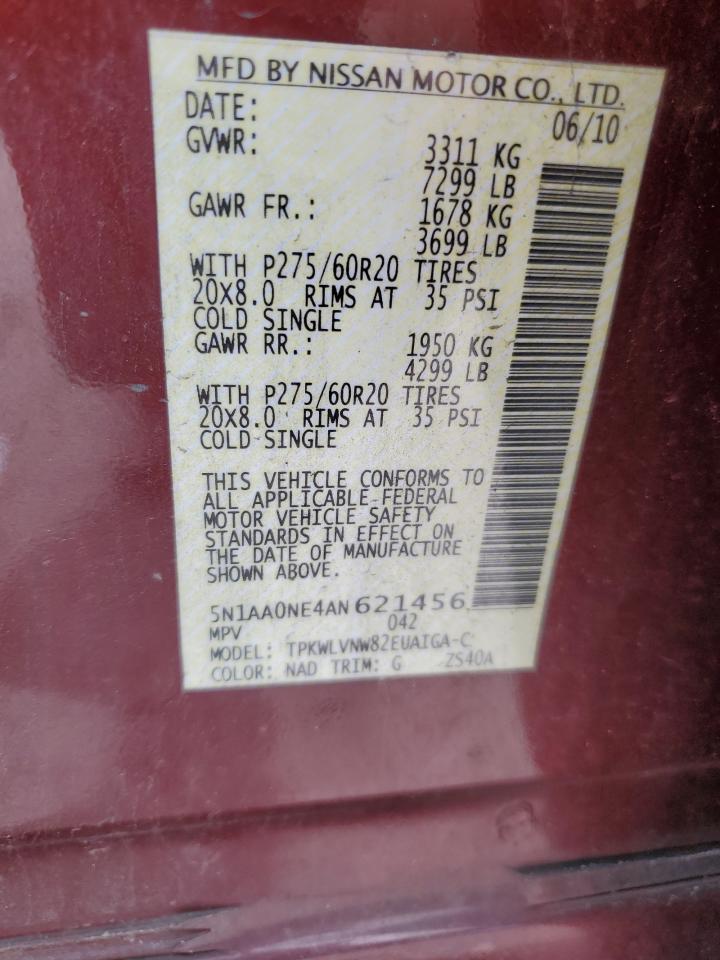 MFD BY NISSAN MOTOR CO., LTD.
DATE: 06/10
GVWR: 3311 KG
7299 LB
GAWR FR.: 1678 KG
3699 LB
WITH P275/60R20 TIRES
20X8.0 RIMS AT 35 PSI
COLD SINGLE
GAWR RR.: 1950 KG
4299 LB
WITH P275/60R20 TIRES
20X8.0 RIMS AT 35 PSI
COLD SINGLE
THIS VEHICLE CONFORMS TO
ALL APPLICABLE FEDERAL
MOTOR VEHICLE SAFETY
STANDARDS IN EFFECT ON
THE DATE OF MANUFACTURE
SHOWN ABOVE.
5N1AA0NE4AN621456
MPV 042
MODEL: TPKWLVNW82EUAIGA-C
COLOR: NAD TRIM: G ZS40A